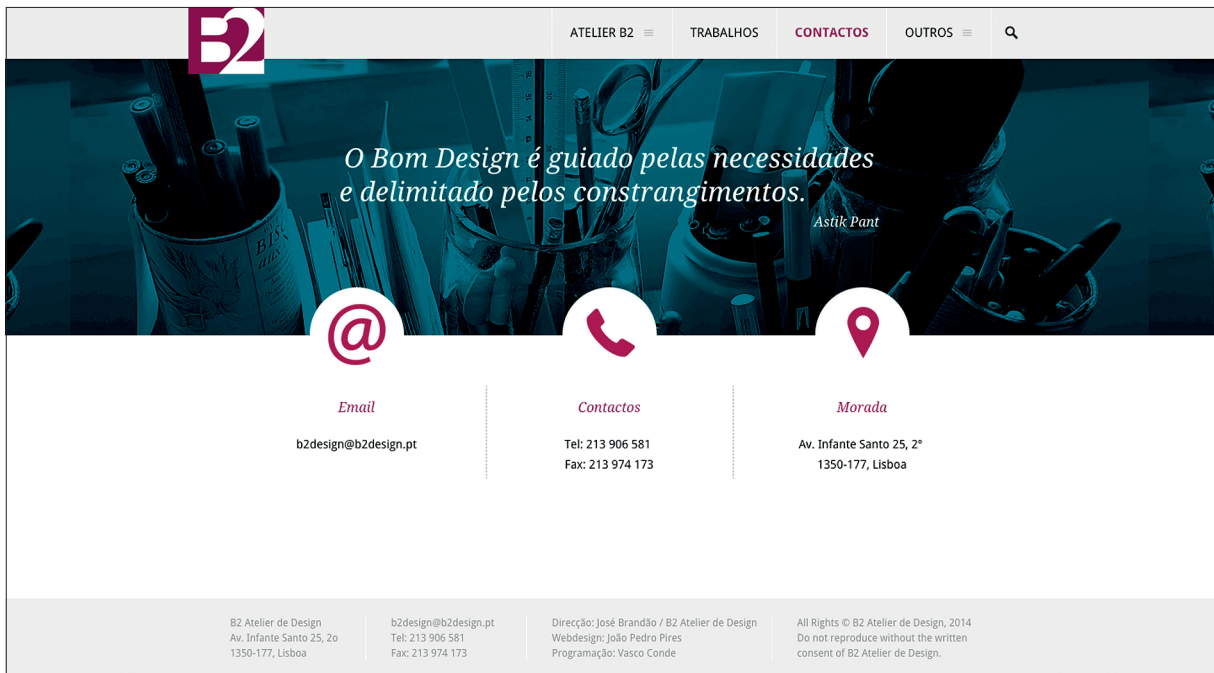 B2
ATELIER B2
TRABALHOS
CONTACTOS
OUTROS
O Bom Design é guiado pelas necessidades
e delimitado pelos constrangimentos.
Astik Pant
@
Email
b2design@b2design.pt
Contactos
Tel: 213 906 581
Fax: 213 974 173
Morada
Av. Infante Santo 25, 2°
1350-177, Lisboa
B2 Atelier de Design
Av. Infante Santo 25, 2o
1350-177, Lisboa
b2design@b2design.pt
Tel: 213 906 581
Fax: 213 974 173
Direcção: José Brandão / B2 Atelier de Design
Webdesign: João Pedro Pires
Programação: Vasco Conde
All Rights © B2 Atelier de Design, 2014
Do not reproduce without the written
consent of B2 Atelier de Design.